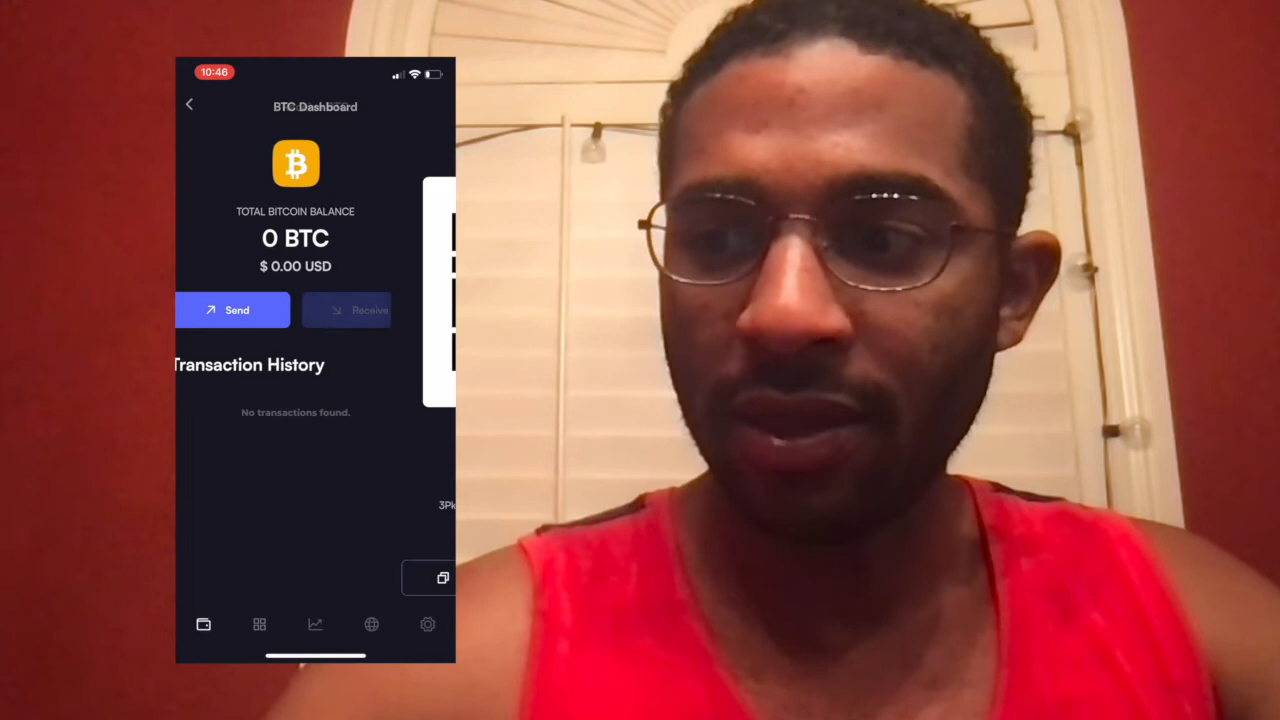 10:46
BTC Dashboard
TOTAL BITCOIN BALANCE
0 BTC
$ 0.00 USD
Send
Receive
Transaction History
No transactions found.
3Pk